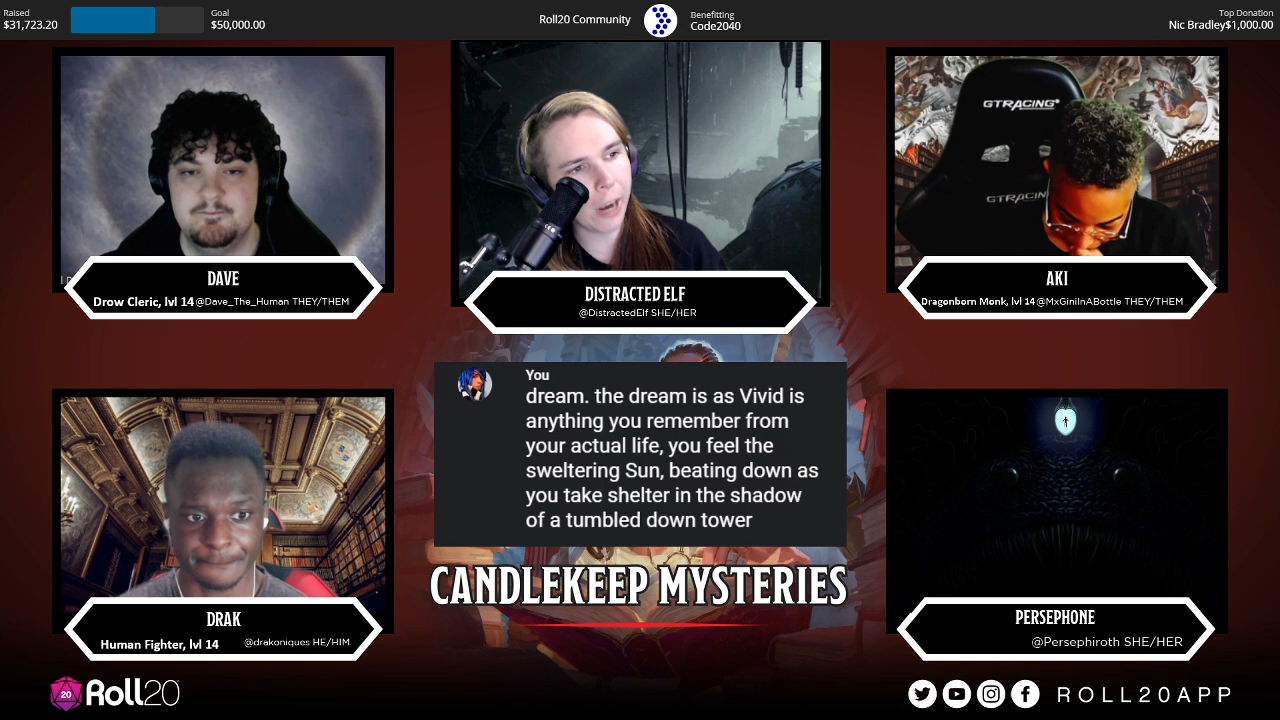 Raised
$31,723.20
Goal
$50,000.00
Roll20 Community
Benefitting
Code2040
Top Donation
Nic Bradley$1,000.00
GTRACING
GTRACING
DAVE
Drow Cleric, lvl 14 @Dave_The_Human THEY/THEM
DISTRACTED ELF
@DistractedElf SHE/HER
AKI
Dragonborn Monk, lvl 14 @MxGiniInABottle THEY/THEM
You
dream. the dream is as Vivid is
anything you remember from
your actual life, you feel the
sweltering Sun, beating down as
you take shelter in the shadow
of a tumbled down tower
CANDLEKEEP MYSTERIES
DRAK
Human Fighter, lvl 14 @drakoniques HE/HIM
PERSEPHONE
@Persephiroth SHE/HER
20 Roll20
ROLL20APP